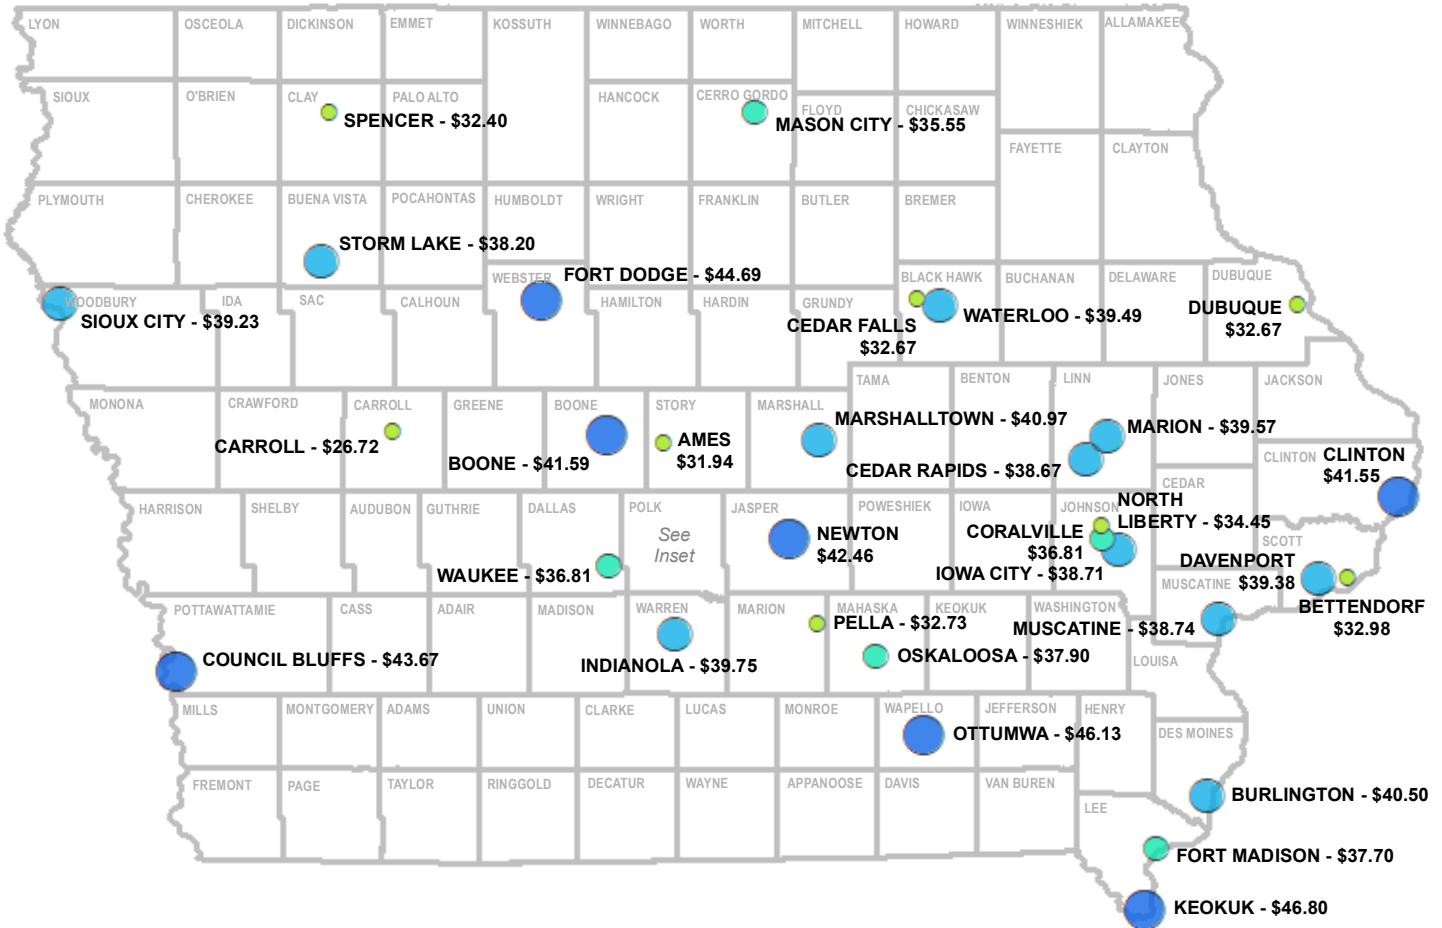 LYON
OSCEOLA
DICKINSON
EMMET
KOSSUTH
WINNEBAGO
WORTH
MITCHELL
HOWARD
WINNESHIEK
ALLAMAKEE
SIOUX
O'BRIEN
CLAY
PALO ALTO
HANCOCK
CERRO GORDO
FLOYD
CHICKASAW
SPENCER - $32.40
MASON CITY - $35.55
FAYETTE
CLAYTON
PLYMOUTH
CHEROKEE
BUENA VISTA
POCAHONTAS
HUMBOLDT
WRIGHT
FRANKLIN
BUTLER
BREMER
STORM LAKE - $38.20
WEBSTER
FORT DODGE - $44.69
BLACK HAWK
BUCHANAN
DELAWARE
DUBUQUE
WOODBURY
IDA
SAC
CALHOUN
HAMILTON
HARDIN
GRUNDY
SIOUX CITY - $39.23
CEDAR FALLS
$32.67
WATERLOO - $39.49
DUBUQUE
$32.67
TAMA
BENTON
LINN
JONES
JACKSON
MONONA
CRAWFORD
CARROLL
GREENE
BOONE
STORY
MARSHALL
MARSHALLTOWN - $40.97
MARION - $39.57
CARROLL - $26.72
BOONE - $41.59
AMES
$31.94
CEDAR RAPIDS - $38.67
CLINTON
CLINTON
$41.55
CEDAR
HARRISON
SHELBY
AUDUBON
GUTHRIE
DALLAS
POLK
JASPER
POWESHIEK
IOWA
JOHNSON
NORTH
LIBERTY - $34.45
See
Inset
NEWTON
$42.46
CORALVILLE
$36.81
IOWA CITY - $38.71
SCOTT
DAVENPORT
$39.38
WAUKEE - $36.81
MUSCATINE
BETTENDORF
$32.98
POTTAWATTAMIE
CASS
ADAIR
MADISON
WARREN
MARION
MAHASKA
KEOKUK
WASHINGTON
PELLA - $32.73
MUSCATINE - $38.74
COUNCIL BLUFFS - $43.67
INDIANOLA - $39.75
OSKALOOSA - $37.90
LOUISA
MILLS
MONTGOMERY
ADAMS
UNION
CLARKE
LUCAS
MONROE
WAPELLO
JEFFERSON
HENRY
DES MOINES
OTTUMWA - $46.13
FREMONT
PAGE
TAYLOR
RINGGOLD
DECATUR
WAYNE
APPANOOSE
DAVIS
VAN BUREN
LEE
BURLINGTON - $40.50
FORT MADISON - $37.70
KEOKUK - $46.80